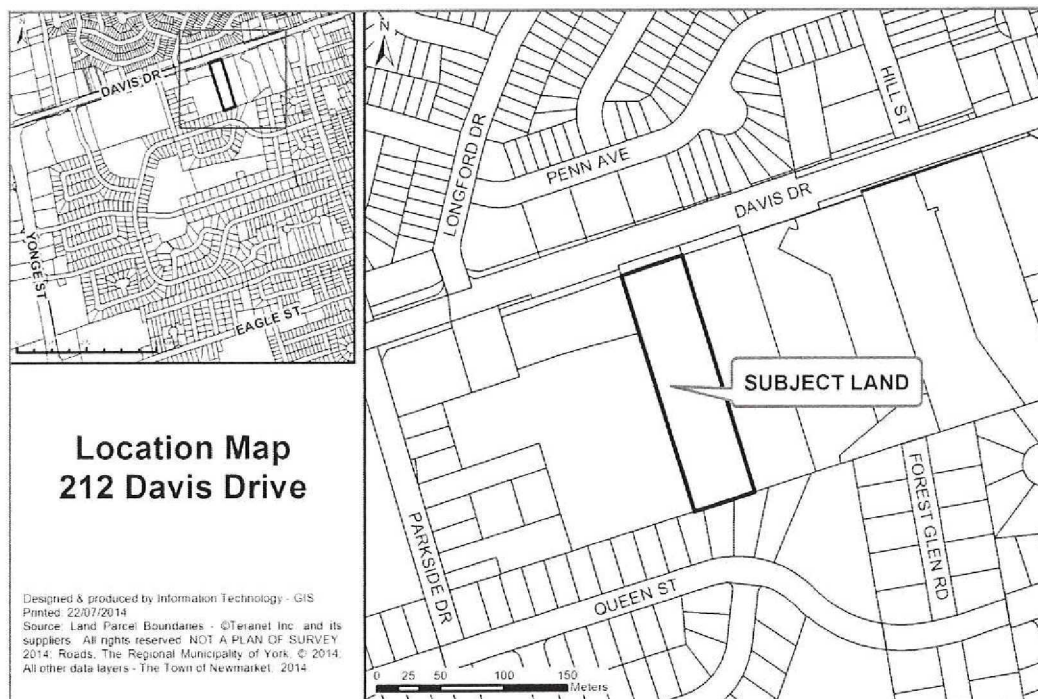 N
DAVIS DR
YONGE ST
EAGLE ST
Location Map
212 Davis Drive
Designed & produced by Information Technology - GIS
Printed: 22/07/2014
Source: Land Parcel Boundaries - ©Teranet Inc. and its
suppliers. All rights reserved. NOT A PLAN OF SURVEY.
2014; Roads, The Regional Municipality of York, © 2014;
All other data layers - The Town of Newmarket, 2014
N
LONGFORD DR
PENN AVE
HILL ST
DAVIS DR
SUBJECT LAND
PARKSIDE DR
FOREST GLEN RD
QUEEN ST
0 25 50 100 150
Meters